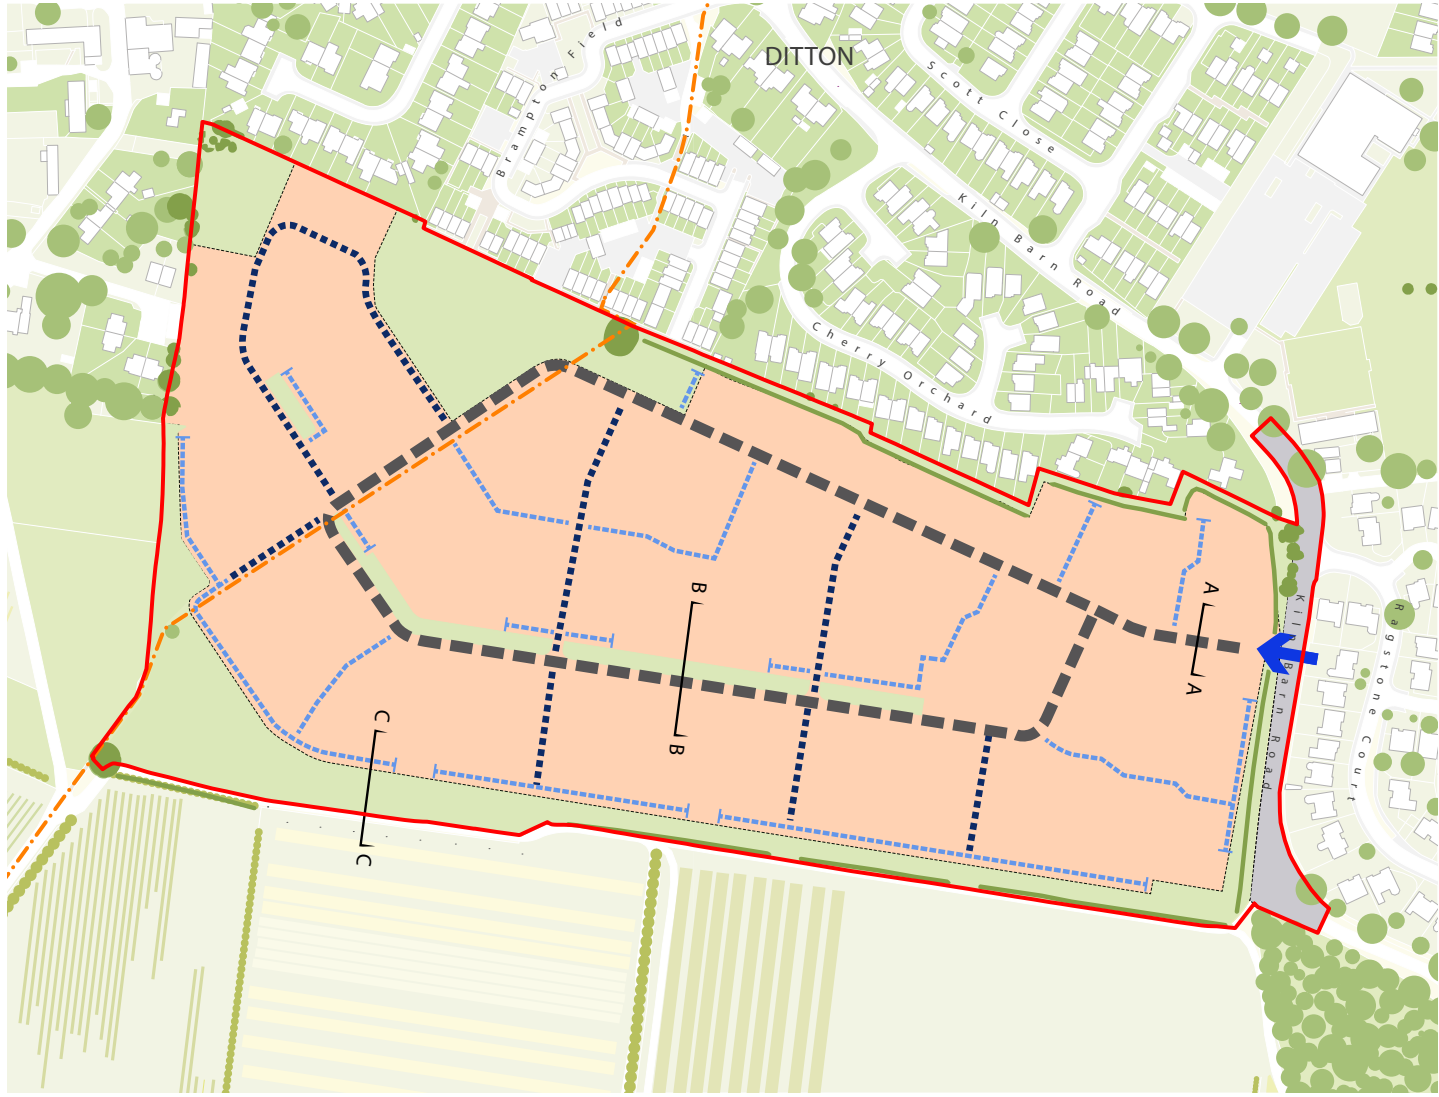 DITTON
Brampton Field
Scott Close
Kiln Barn Road
Cherry Orchard
A
A
B
B
C
C
Kiln Barn Road
Ragstone Court